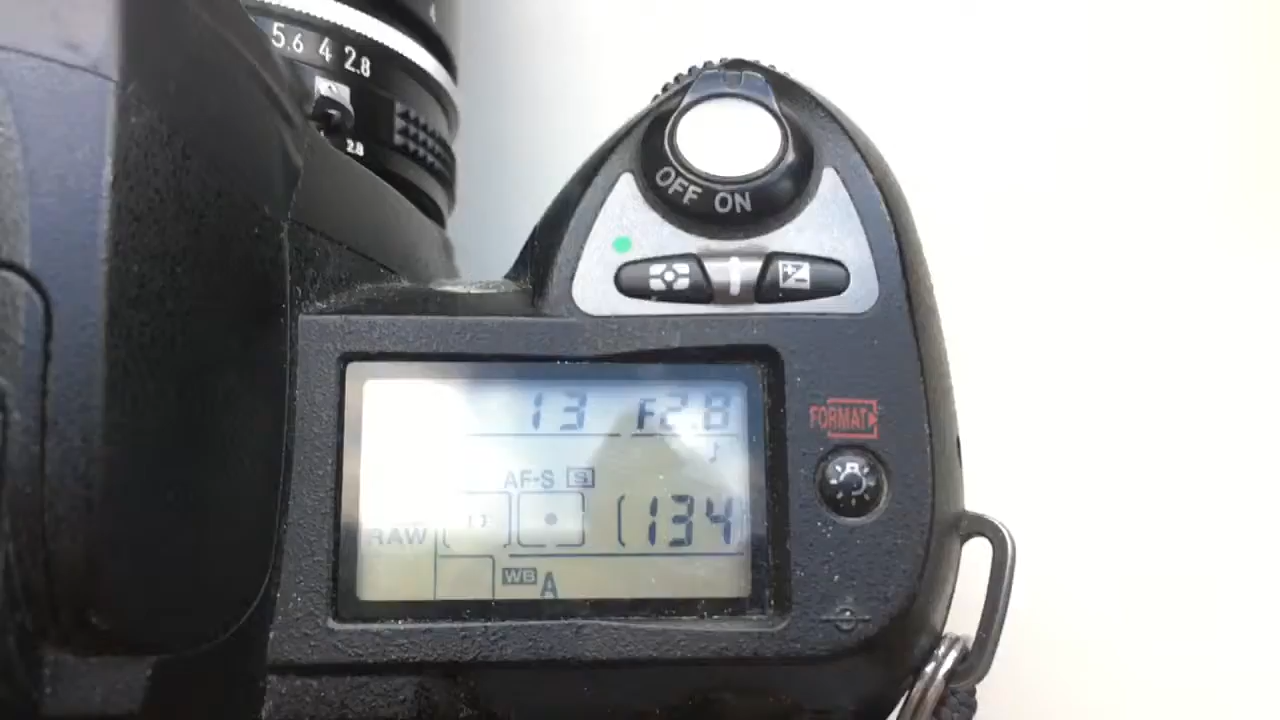 5.6 4 2.8
2.8
OFF ON
FORMAT
13 F2.8
AF-S S
[134
RAW
WB A